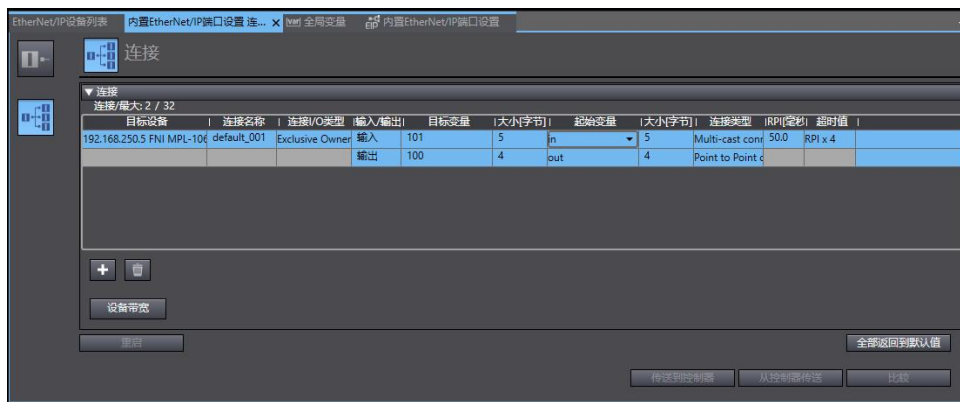 EtherNet/IP设备列表 内置EtherNet/IP端口设置 连... x 全局变量 内置EtherNet/IP端口设置
连接
▼连接
连接/最大: 2 / 32
目标设备 连接名称 连接I/O类型 输入/输出 目标变量 大小[字节] 起始变量 大小[字节] 连接类型 RPI[毫秒] 超时值
192.168.250.5 FNI MPL-106 default_001 Exclusive Owner 输入 101 5 in 5 Multi-cast conn 50.0 RPI x 4
输出 100 4 out 4 Point to Point c
+
设备带宽
重启 全部返回到默认值
传送到控制器 从控制器传送 比较